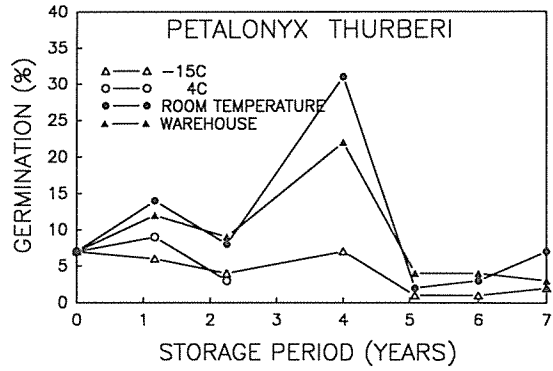 PETALONYX THURBERI
-15C
4C
ROOM TEMPERATURE
WAREHOUSE
GERMINATION (%)
40
35
30
25
20
15
10
5
0
0 1 2 3 4 5 6 7
STORAGE PERIOD (YEARS)